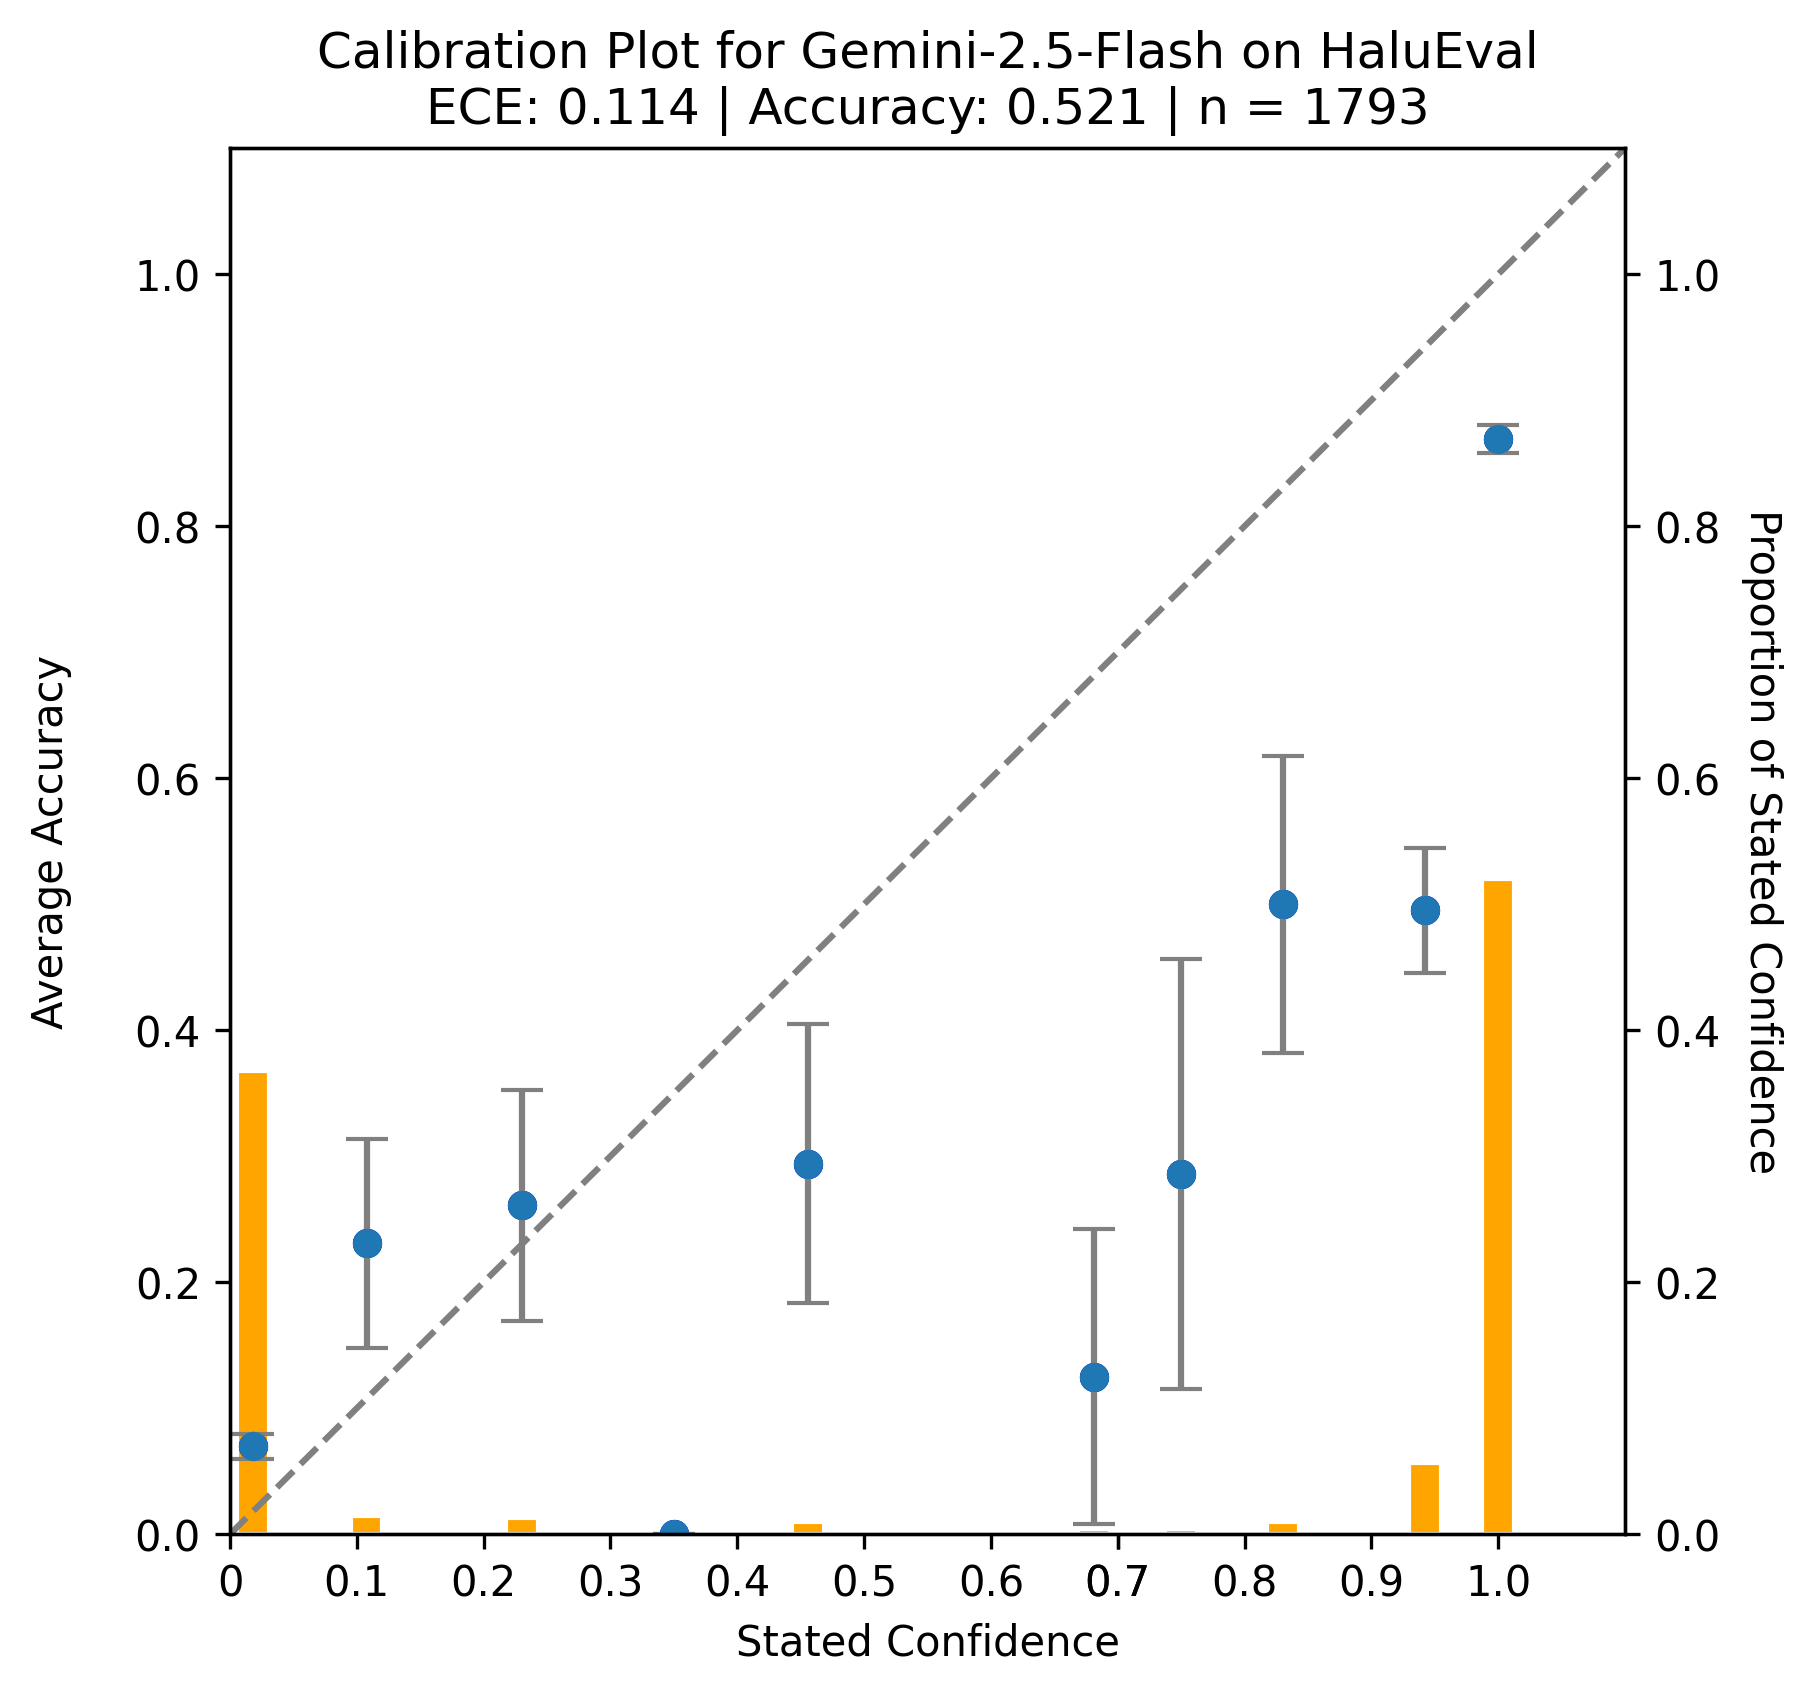 Calibration Plot for Gemini-2.5-Flash on HaluEval
ECE: 0.114 | Accuracy: 0.521 | n = 1793
Average Accuracy
1.0
0.8
0.6
0.4
0.2
0.0
1.0
0.8
0.6
0.4
0.2
0.0
Proportion of Stated Confidence
0 0.1 0.2 0.3 0.4 0.5 0.6 0.7 0.8 0.9 1.0
Stated Confidence